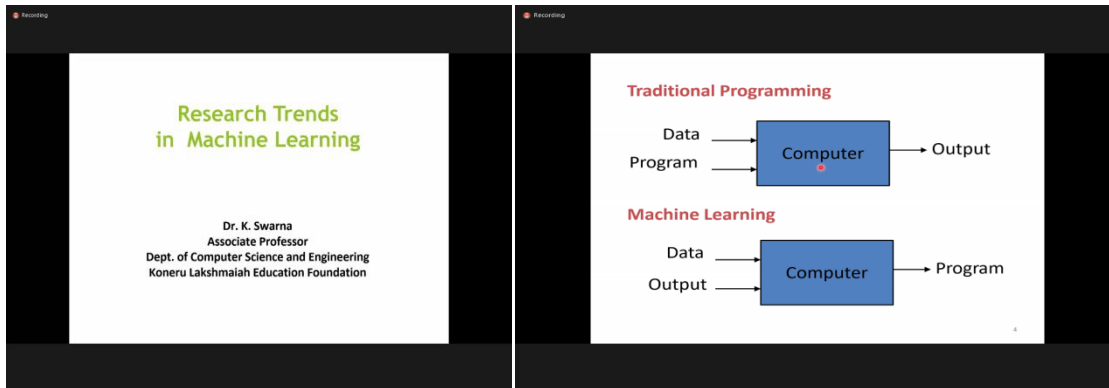 Recording
Research Trends
in Machine Learning
Dr. K. Swarna
Associate Professor
Dept. of Computer Science and Engineering
Koneru Lakshmaiah Education Foundation
Recording
Traditional Programming
Data
Program
Computer
Output
Machine Learning
Data
Output
Computer
Program
4